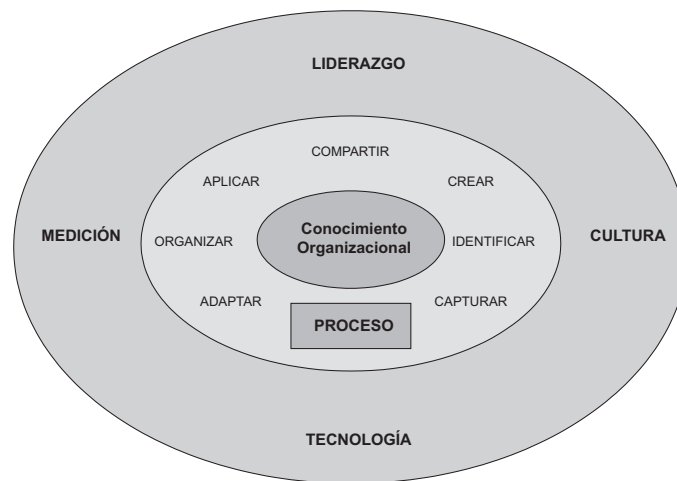 LIDERAZGO
COMPARTIR
APLICAR
CREAR
MEDICIÓN
ORGANIZAR
Conocimiento
Organizacional
IDENTIFICAR
CULTURA
ADAPTAR
CAPTURAR
PROCESO
TECNOLOGÍA